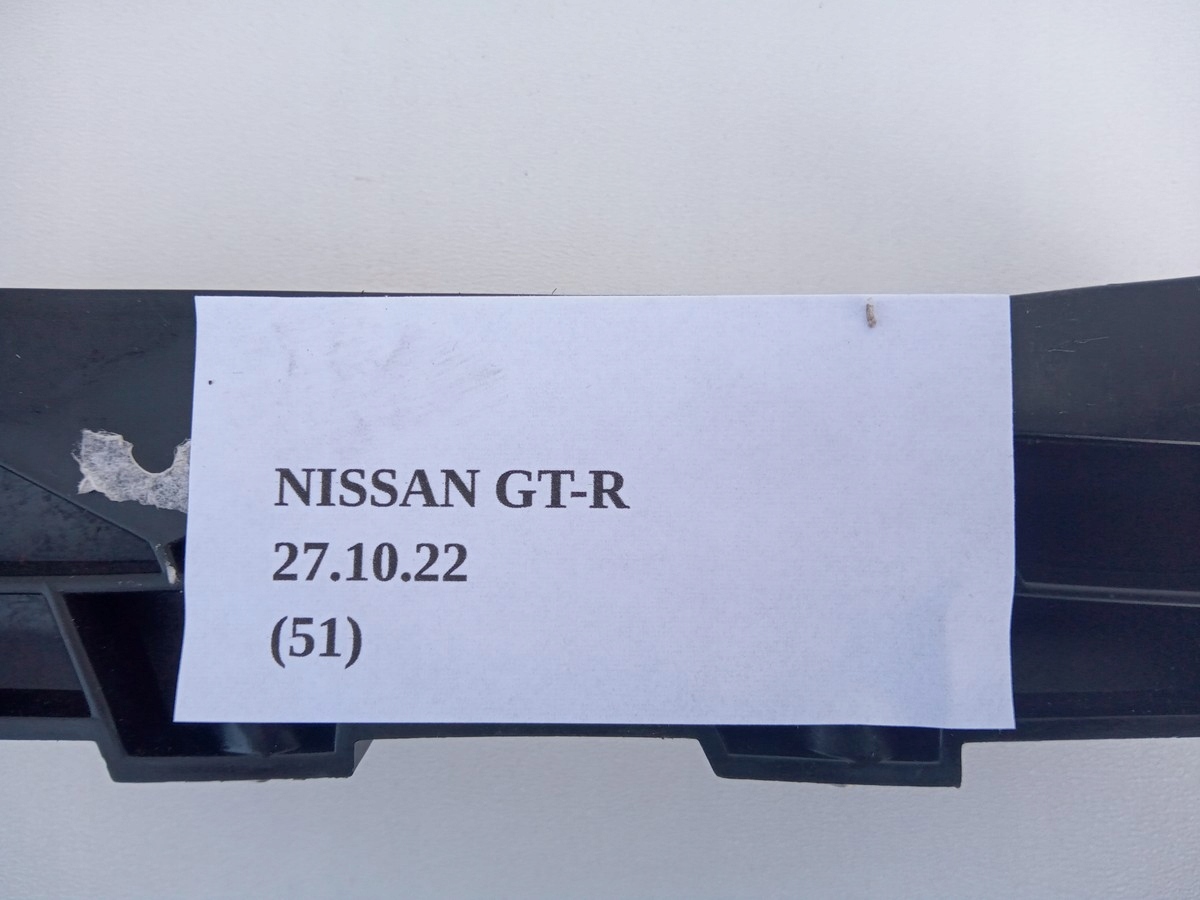 NISSAN GT-R
27.10.22
(51)